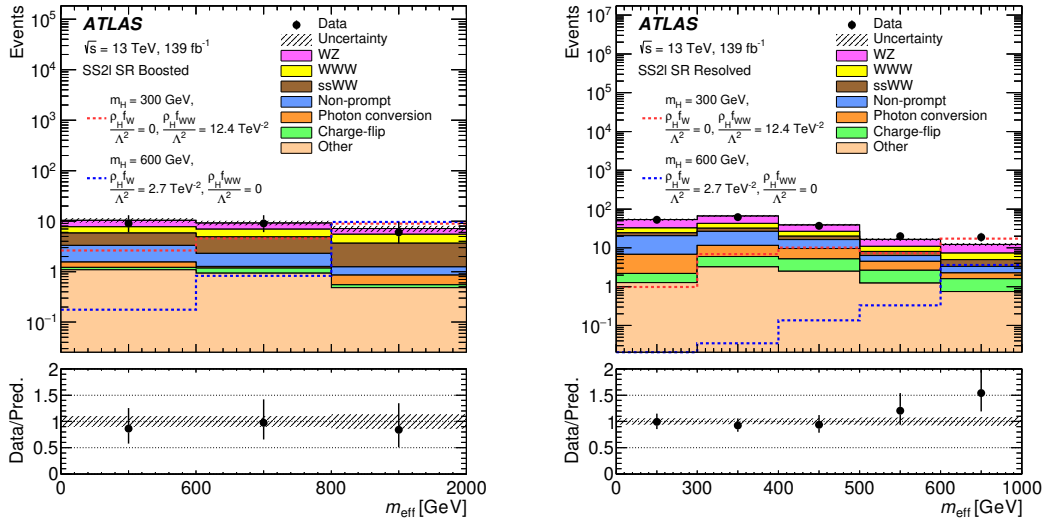 Events
10⁵
10⁴
10³
10²
10
1
10⁻¹
ATLAS
√s = 13 TeV, 139 fb⁻¹
SS2l SR Boosted
m_H = 300 GeV,
ρ_H f_W / Λ² = 0, ρ_H f_WW / Λ² = 12.4 TeV⁻²
m_H = 600 GeV,
ρ_H f_W / Λ² = 2.7 TeV⁻², ρ_H f_WW / Λ² = 0
Data
Uncertainty
WZ
WWW
ssWW
Non-prompt
Photon conversion
Charge-flip
Other
Data/Pred.
2
1.5
1
0.5
0
0 600 600 800 800 2000
m_eff [GeV]
Events
10⁷
10⁶
10⁵
10⁴
10³
10²
10
1
10⁻¹
ATLAS
√s = 13 TeV, 139 fb⁻¹
SS2l SR Resolved
m_H = 300 GeV,
ρ_H f_W / Λ² = 0, ρ_H f_WW / Λ² = 12.4 TeV⁻²
m_H = 600 GeV,
ρ_H f_W / Λ² = 2.7 TeV⁻², ρ_H f_WW / Λ² = 0
Data
Uncertainty
WZ
WWW
ssWW
Non-prompt
Photon conversion
Charge-flip
Other
Data/Pred.
2
1.5
1
0.5
0
0 200 300 300 400 400 500 500 600 600 1000
m_eff [GeV]